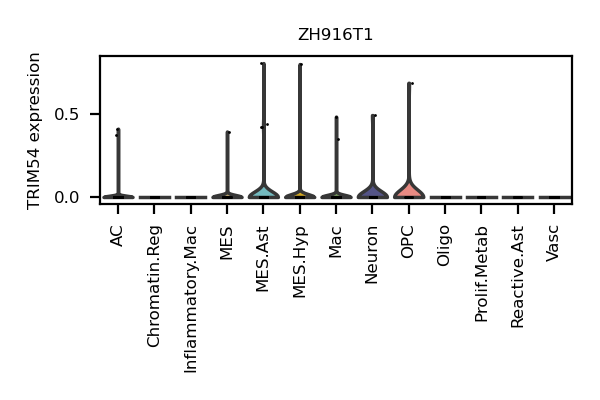 ZH916T1
TRIM54 expression
0.5
0.0
AC
Chromatin.Reg
Inflammatory.Mac
MES
MES.Ast
MES.Hyp
Mac
Neuron
OPC
Oligo
Prolif.Metab
Reactive.Ast
Vasc